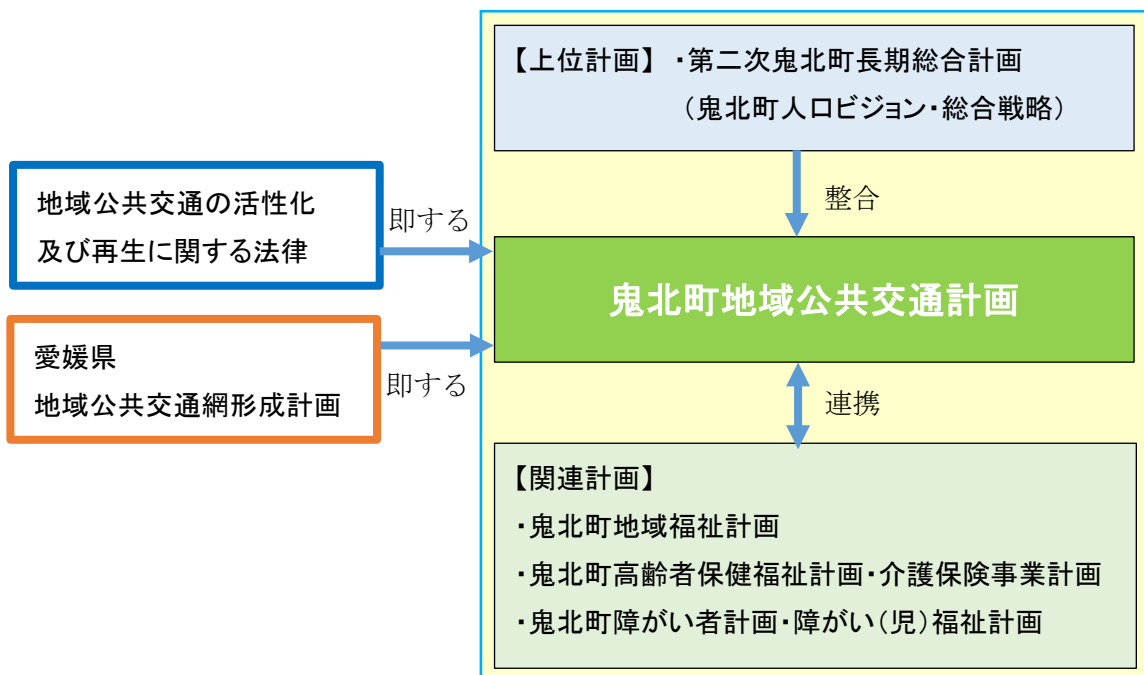 【上位計画】 ・第二次鬼北町長期総合計画
（鬼北町人口ビジョン・総合戦略）
整合
地域公共交通の活性化
及び再生に関する法律
即する
鬼北町地域公共交通計画
愛媛県
地域公共交通網形成計画
即する
連携
【関連計画】
・鬼北町地域福祉計画
・鬼北町高齢者保健福祉計画・介護保険事業計画
・鬼北町障がい者計画・障がい（児）福祉計画